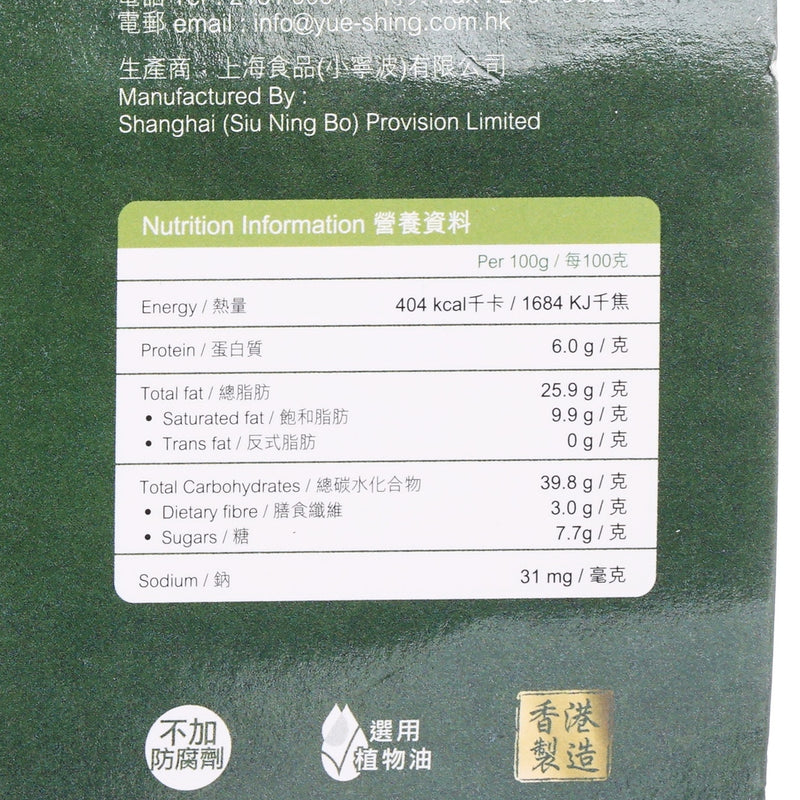 電郵 email : info@yue-shing.com.hk
生產商 : 上海食品(小寧波)有限公司
Manufactured By :
Shanghai (Siu Ning Bo) Provision Limited
Nutrition Information 營養資料
Per 100g / 每100克
Energy / 熱量 404 kcal千卡 / 1684 KJ千焦
Protein / 蛋白質 6.0 g / 克
Total fat / 總脂肪 25.9 g / 克
• Saturated fat / 飽和脂肪 9.9 g / 克
• Trans fat / 反式脂肪 0 g / 克
Total Carbohydrates / 總碳水化合物 39.8 g / 克
• Dietary fibre / 膳食纖維 3.0 g / 克
• Sugars / 糖 7.7g / 克
Sodium / 鈉 31 mg / 毫克
不加
防腐劑
選用
植物油
香港
製造